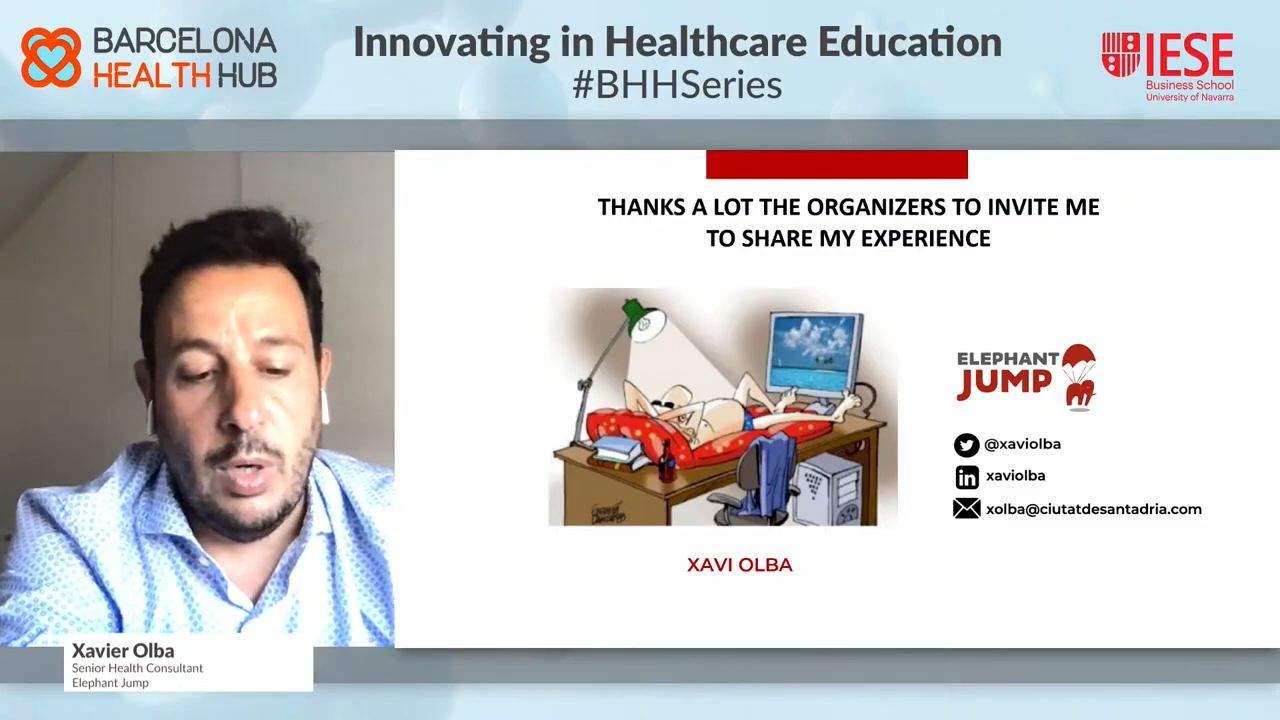 BARCELONA
HEALTH HUB
Innovating in Healthcare Education
#BHHSeries
IESE
Business School
University of Navarra
THANKS A LOT THE ORGANIZERS TO INVITE ME
TO SHARE MY EXPERIENCE
ELEPHANT
JUMP
@xaviolba
in xaviolba
xolba@ciutatdesantadria.com
XAVI OLBA
Xavier Olba
Senior Health Consultant
Elephant Jump